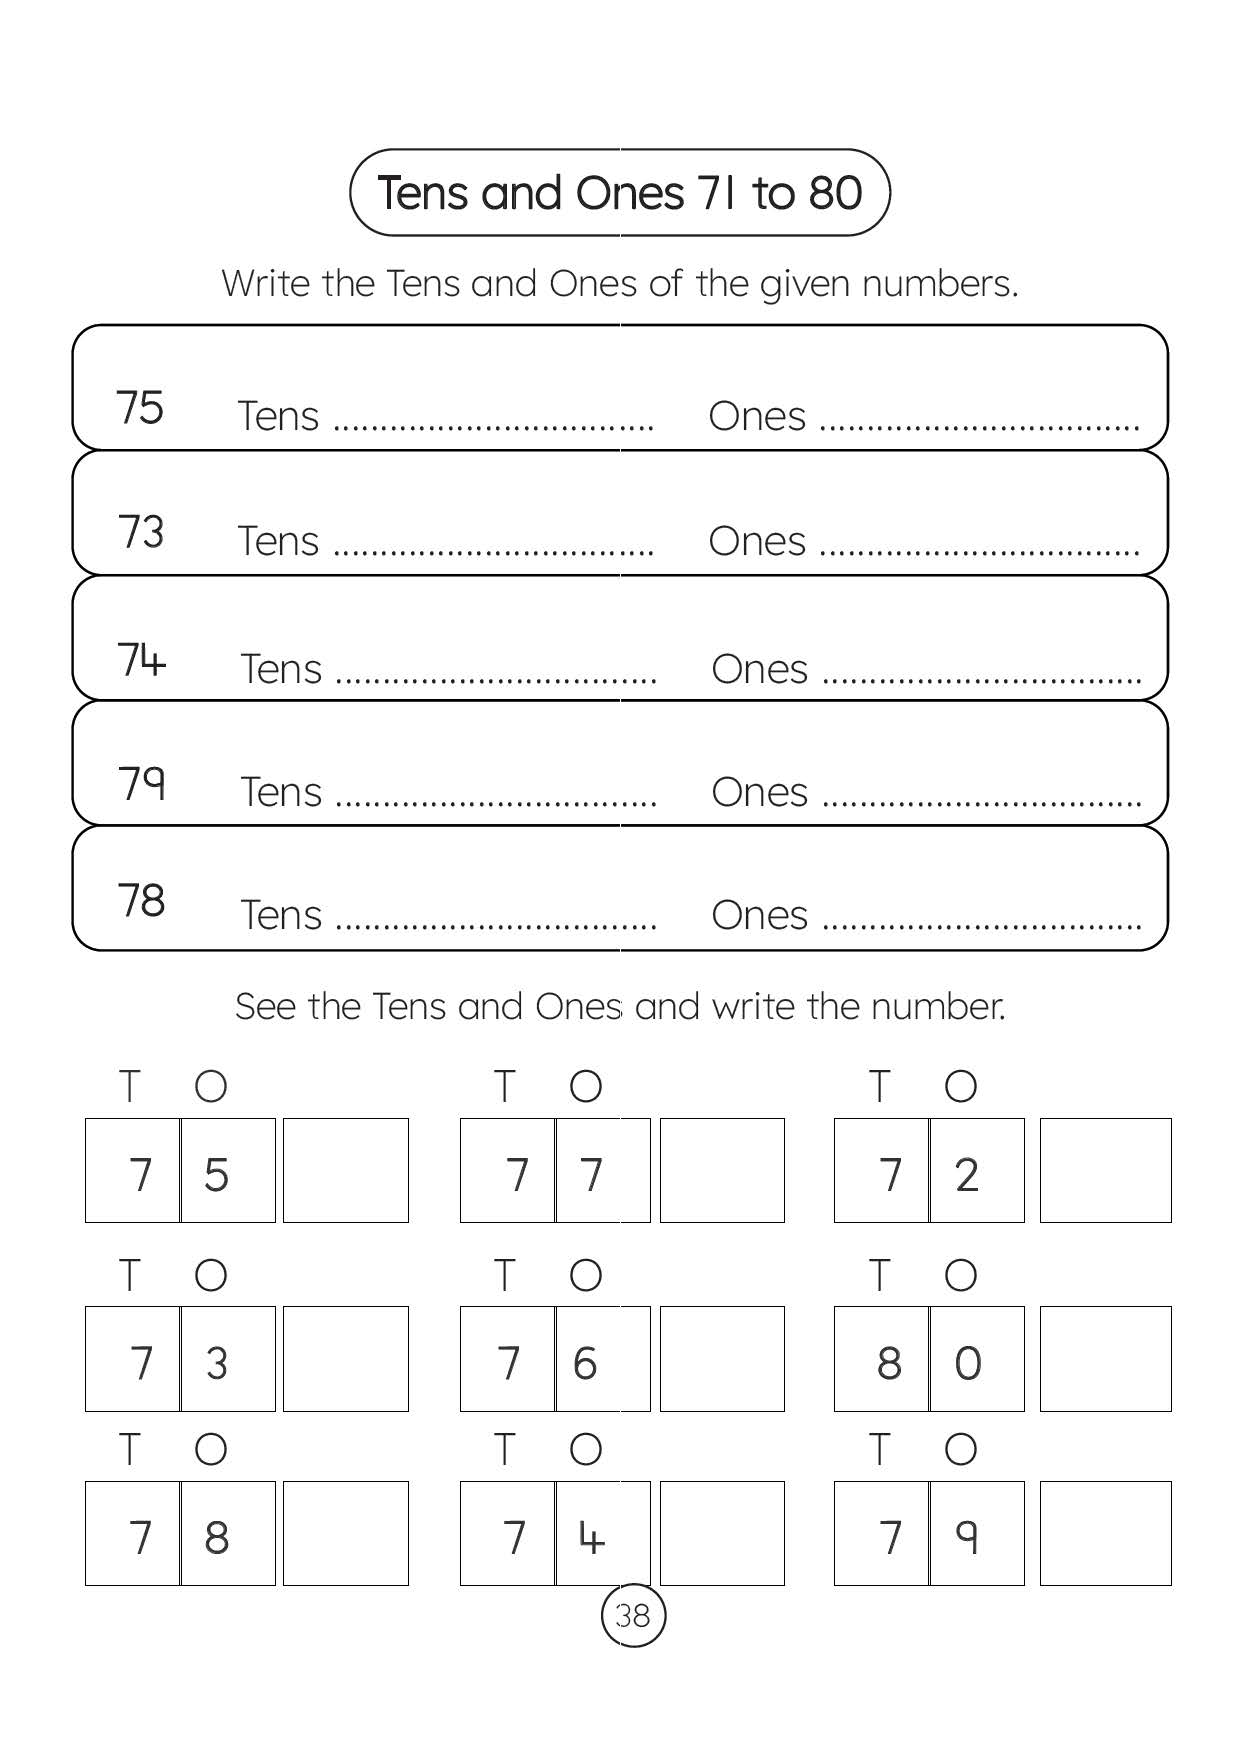 Tens and Ones 71 to 80
Write the Tens and Ones of the given numbers.
75 Tens .................................. Ones ..................................
73 Tens .................................. Ones ..................................
74 Tens .................................. Ones ..................................
79 Tens .................................. Ones ..................................
78 Tens .................................. Ones ..................................
See the Tens and Ones and write the number.
T O T O T O
7 5 7 7 7 2
T O T O T O
7 3 7 6 8 0
T O T O T O
7 8 7 4 7 9
38